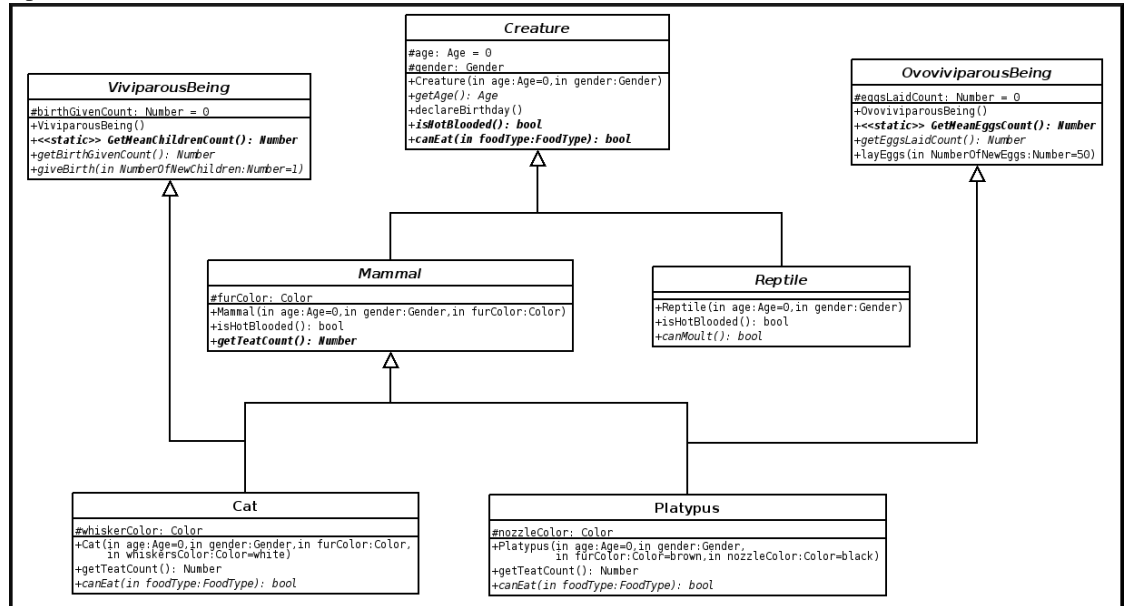 Creature
#age: Age = 0
#gender: Gender
+Creature(in age:Age=0,in gender:Gender)
+getAge(): Age
+declareBirthday()
+isHotBlooded(): bool
+canEat(in foodType:FoodType): bool
ViviparousBeing
#birthGivenCount: Number = 0
+ViviparousBeing()
+<<static>> GetMeanChildrenCount(): Number
+getBirthGivenCount(): Number
+giveBirth(in NumberOfNewChildren:Number=1)
OvoviviparousBeing
#eggsLaidCount: Number = 0
+OvoviviparousBeing()
+<<static>> GetMeanEggsCount(): Number
+getEggsLaidCount(): Number
+layEggs(in NumberOfNewEggs:Number=50)
Mammal
#furColor: Color
+Mammal(in age:Age=0,in gender:Gender,in furColor:Color)
+isHotBlooded(): bool
+getTeatCount(): Number
Reptile
+Reptile(in age:Age=0,in gender:Gender)
+isHotBlooded(): bool
+canMoult(): bool
Cat
#whiskerColor: Color
+Cat(in age:Age=0,in gender:Gender,in furColor:Color,
in whiskersColor:Color=white)
+getTeatCount(): Number
+canEat(in foodType:FoodType): bool
Platypus
#nozzleColor: Color
+Platypus(in age:Age=0,in gender:Gender,
in furColor:Color=brown,in nozzleColor:Color=black)
+getTeatCount(): Number
+canEat(in foodType:FoodType): bool